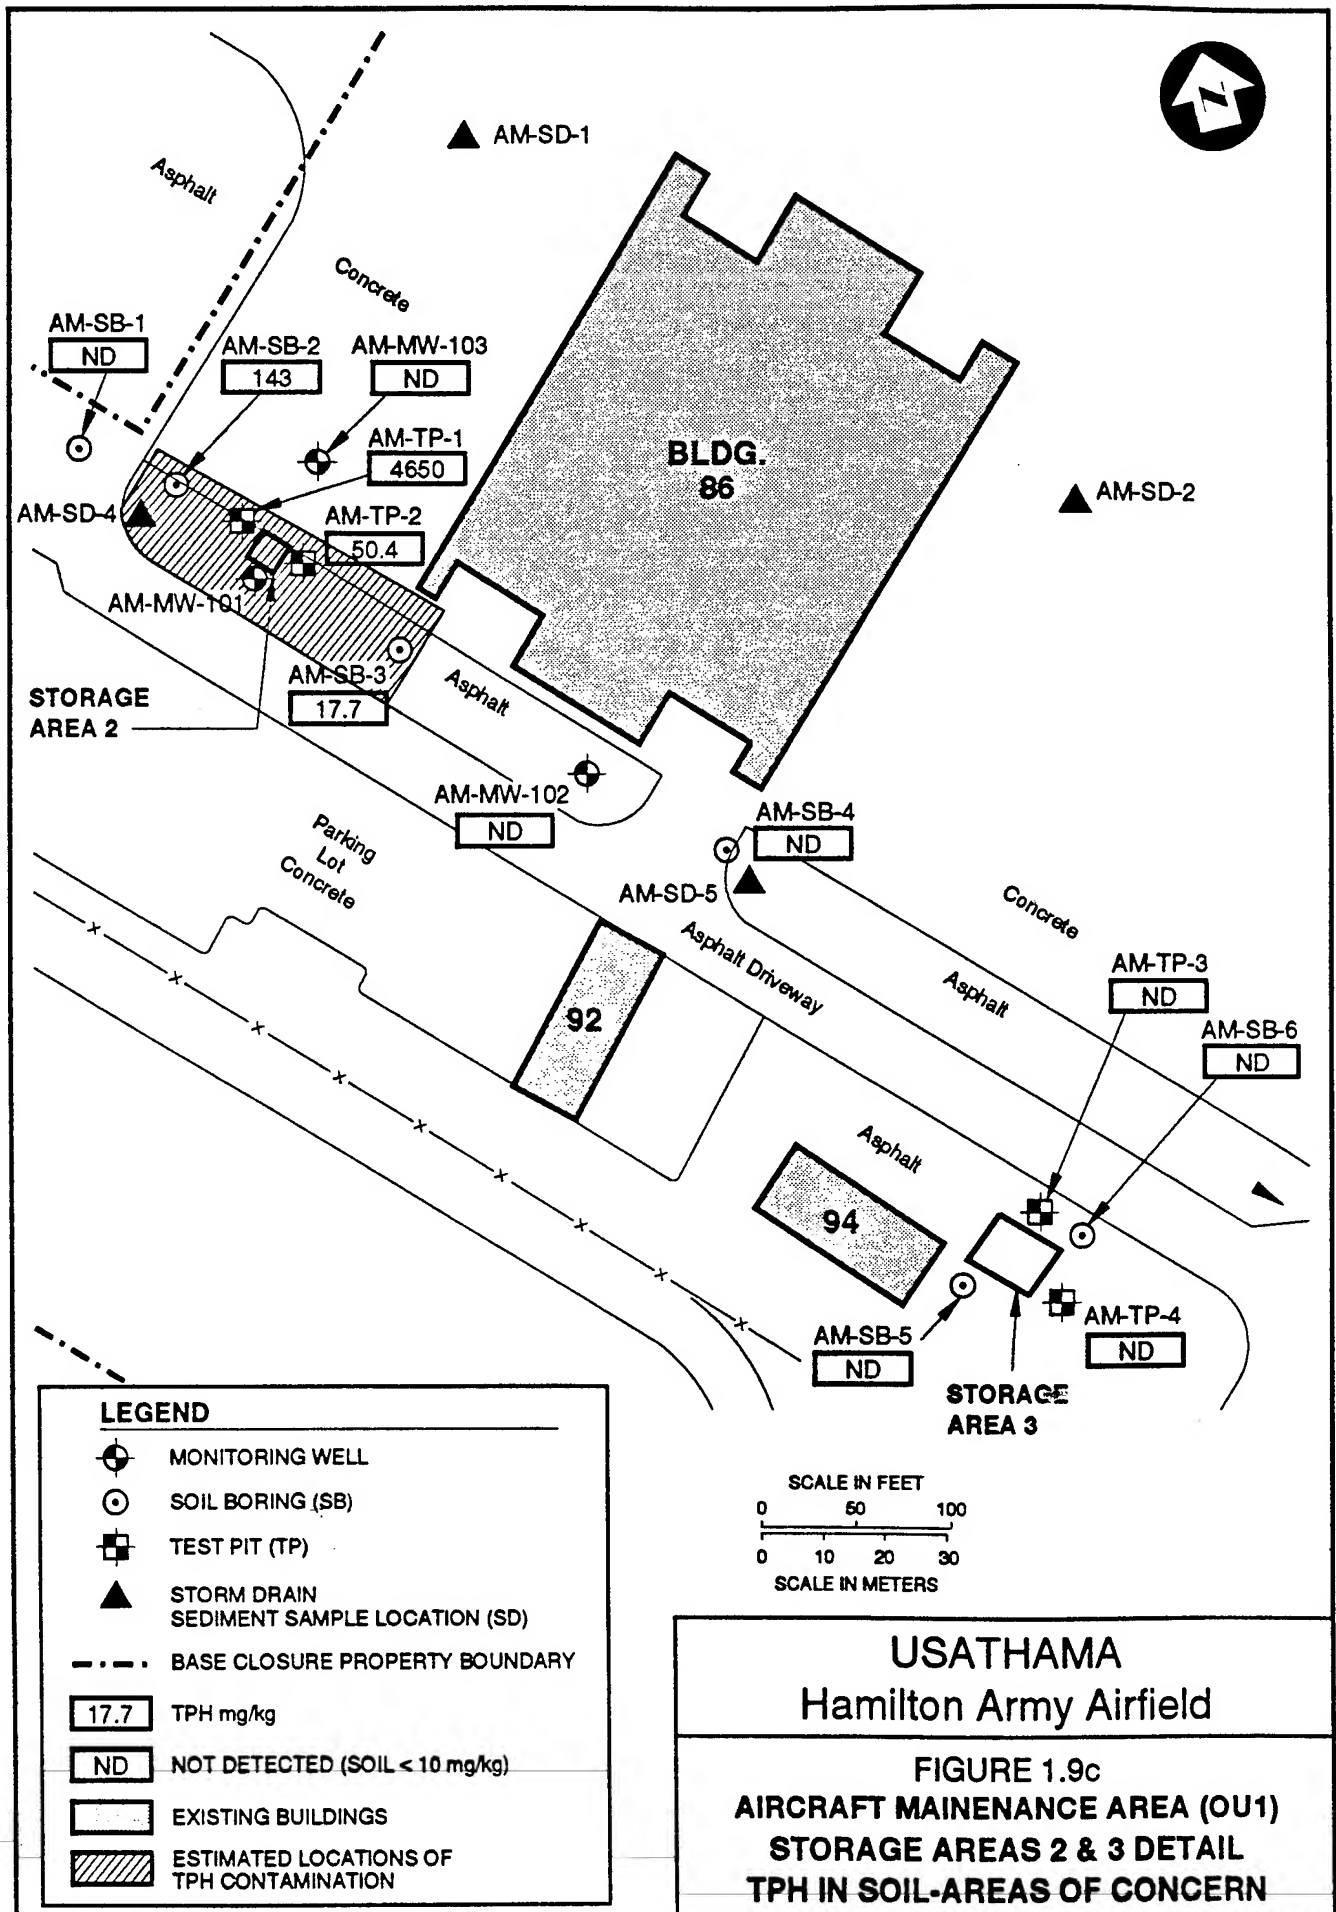 N
AM-SD-1
Asphalt
Concrete
AM-SB-1
ND
AM-SB-2
143
AM-MW-103
ND
AM-TP-1
4650
BLDG.
86
AM-SD-2
AM-SD-4
AM-TP-2
50.4
AM-MW-101
AM-SB-3
17.7
Asphalt
STORAGE
AREA 2
AM-MW-102
ND
AM-SB-4
ND
Parking
Lot
Concrete
AM-SD-5
Concrete
Asphalt Driveway
Asphalt
AM-TP-3
ND
92
AM-SB-6
ND
Asphalt
94
AM-SB-5
ND
AM-TP-4
ND
STORAGE
AREA 3
LEGEND
MONITORING WELL
SOIL BORING (SB)
TEST PIT (TP)
STORM DRAIN
SEDIMENT SAMPLE LOCATION (SD)
BASE CLOSURE PROPERTY BOUNDARY
17.7 TPH mg/kg
ND NOT DETECTED (SOIL < 10 mg/kg)
EXISTING BUILDINGS
ESTIMATED LOCATIONS OF
TPH CONTAMINATION
SCALE IN FEET
0 50 100
0 10 20 30
SCALE IN METERS
USATHAMA
Hamilton Army Airfield
FIGURE 1.9c
AIRCRAFT MAINENANCE AREA (OU1)
STORAGE AREAS 2 & 3 DETAIL
TPH IN SOIL-AREAS OF CONCERN